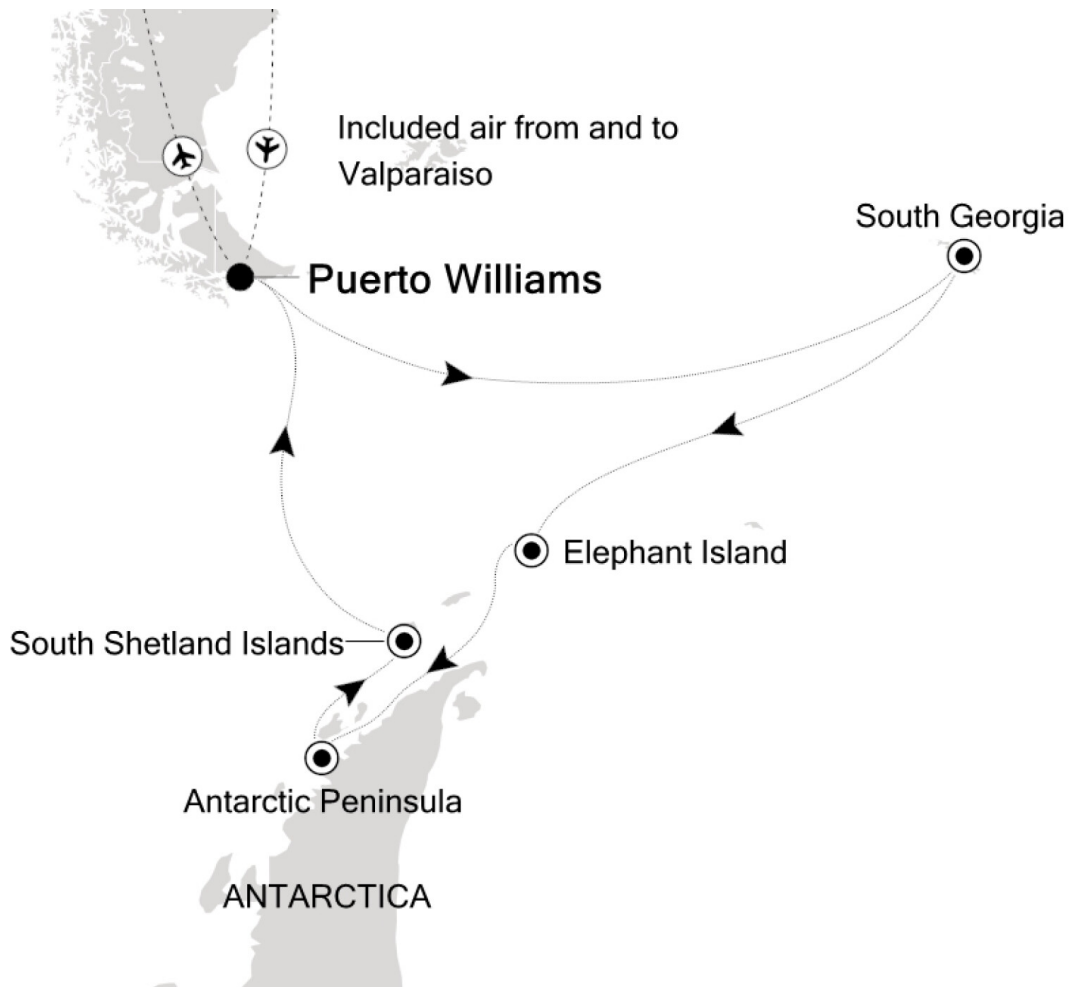 Included air from and to
Valparaiso
South Georgia
Puerto Williams
Elephant Island
South Shetland Islands
Antarctic Peninsula
ANTARCTICA